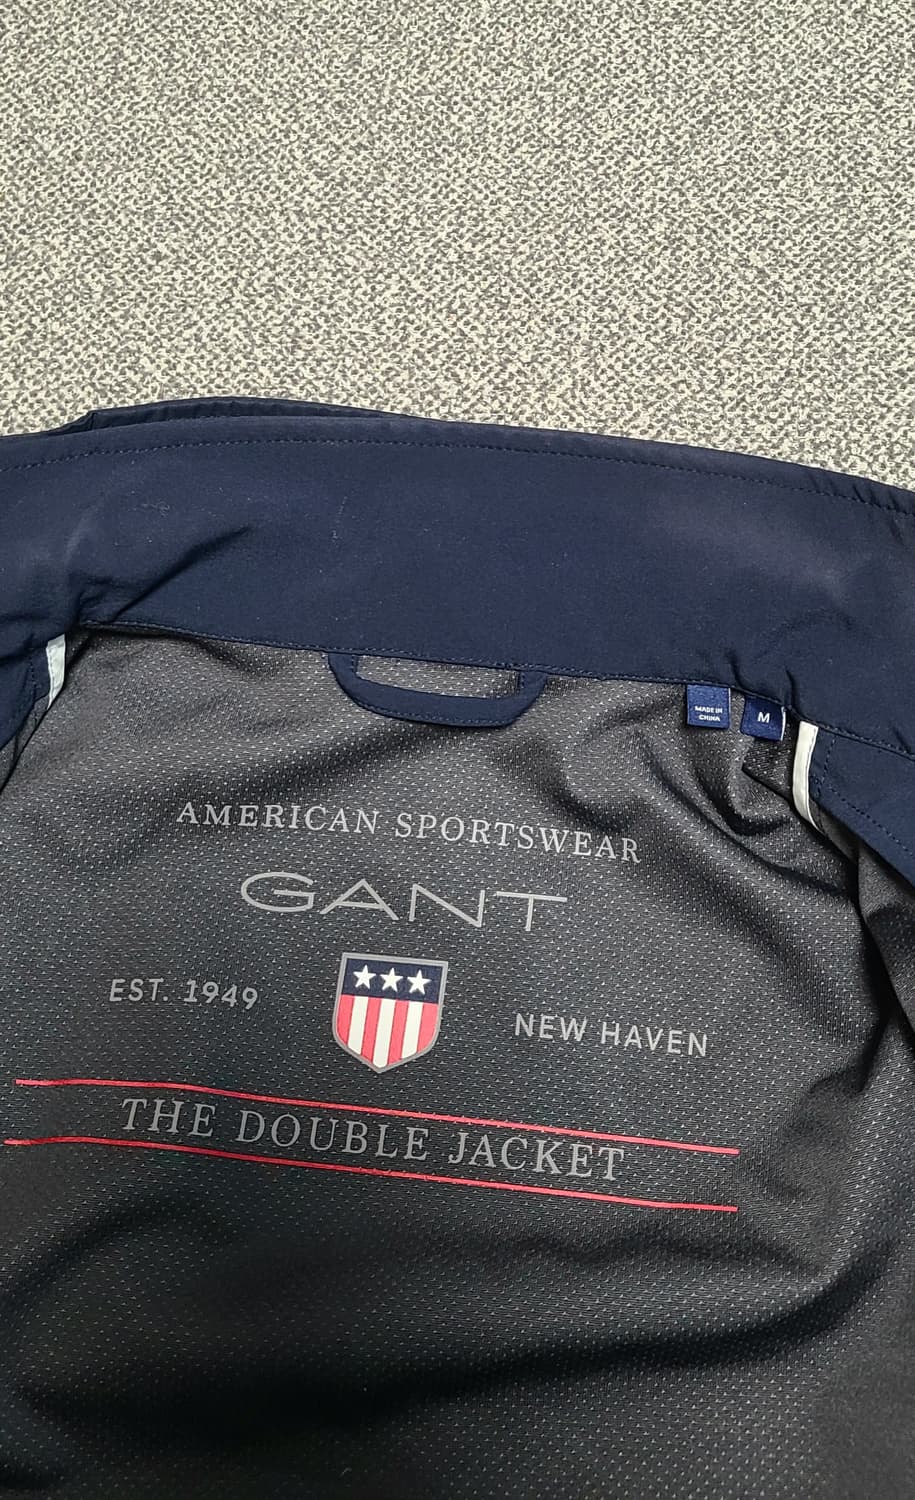 MADE IN
CHINA
M
AMERICAN SPORTSWEAR
GANT
EST. 1949
NEW HAVEN
THE DOUBLE JACKET